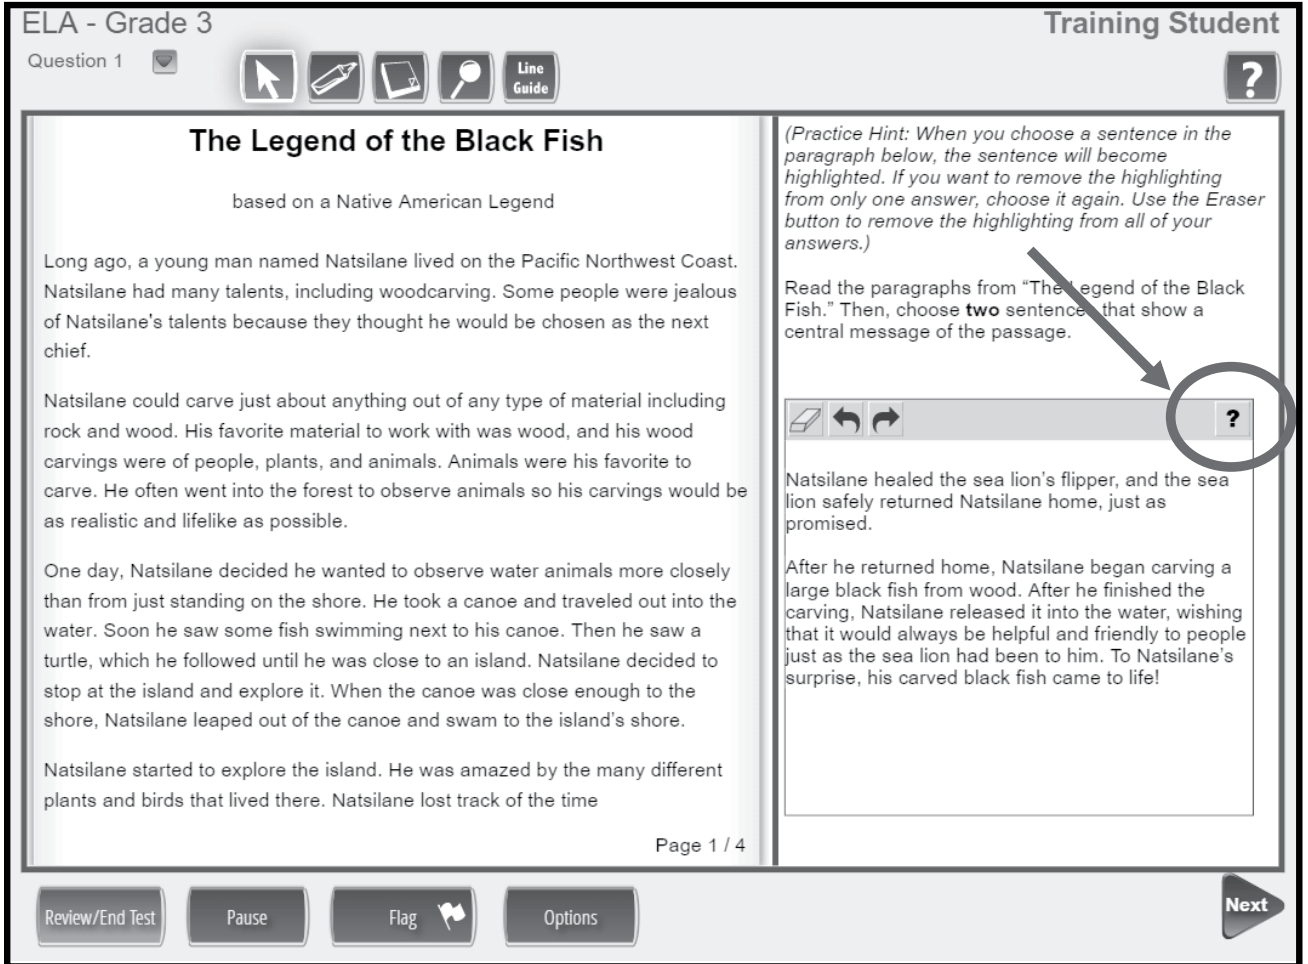 ELA - Grade 3
Training Student
Question 1
Line
Guide
?
The Legend of the Black Fish
based on a Native American Legend
Long ago, a young man named Natsilane lived on the Pacific Northwest Coast.
Natsilane had many talents, including woodcarving. Some people were jealous
of Natsilane's talents because they thought he would be chosen as the next
chief.
Natsilane could carve just about anything out of any type of material including
rock and wood. His favorite material to work with was wood, and his wood
carvings were of people, plants, and animals. Animals were his favorite to
carve. He often went into the forest to observe animals so his carvings would be
as realistic and lifelike as possible.
One day, Natsilane decided he wanted to observe water animals more closely
than from just standing on the shore. He took a canoe and traveled out into the
water. Soon he saw some fish swimming next to his canoe. Then he saw a
turtle, which he followed until he was close to an island. Natsilane decided to
stop at the island and explore it. When the canoe was close enough to the
shore, Natsilane leaped out of the canoe and swam to the island's shore.
Natsilane started to explore the island. He was amazed by the many different
plants and birds that lived there. Natsilane lost track of the time
Page 1 / 4
(Practice Hint: When you choose a sentence in the
paragraph below, the sentence will become
highlighted. If you want to remove the highlighting
from only one answer, choose it again. Use the Eraser
button to remove the highlighting from all of your
answers.)
Read the paragraphs from “The Legend of the Black
Fish.” Then, choose two sentences that show a
central message of the passage.
?
Natsilane healed the sea lion's flipper, and the sea
lion safely returned Natsilane home, just as
promised.
After he returned home, Natsilane began carving a
large black fish from wood. After he finished the
carving, Natsilane released it into the water, wishing
that it would always be helpful and friendly to people
just as the sea lion had been to him. To Natsilane's
surprise, his carved black fish came to life!
Review/End Test
Pause
Flag
Options
Next